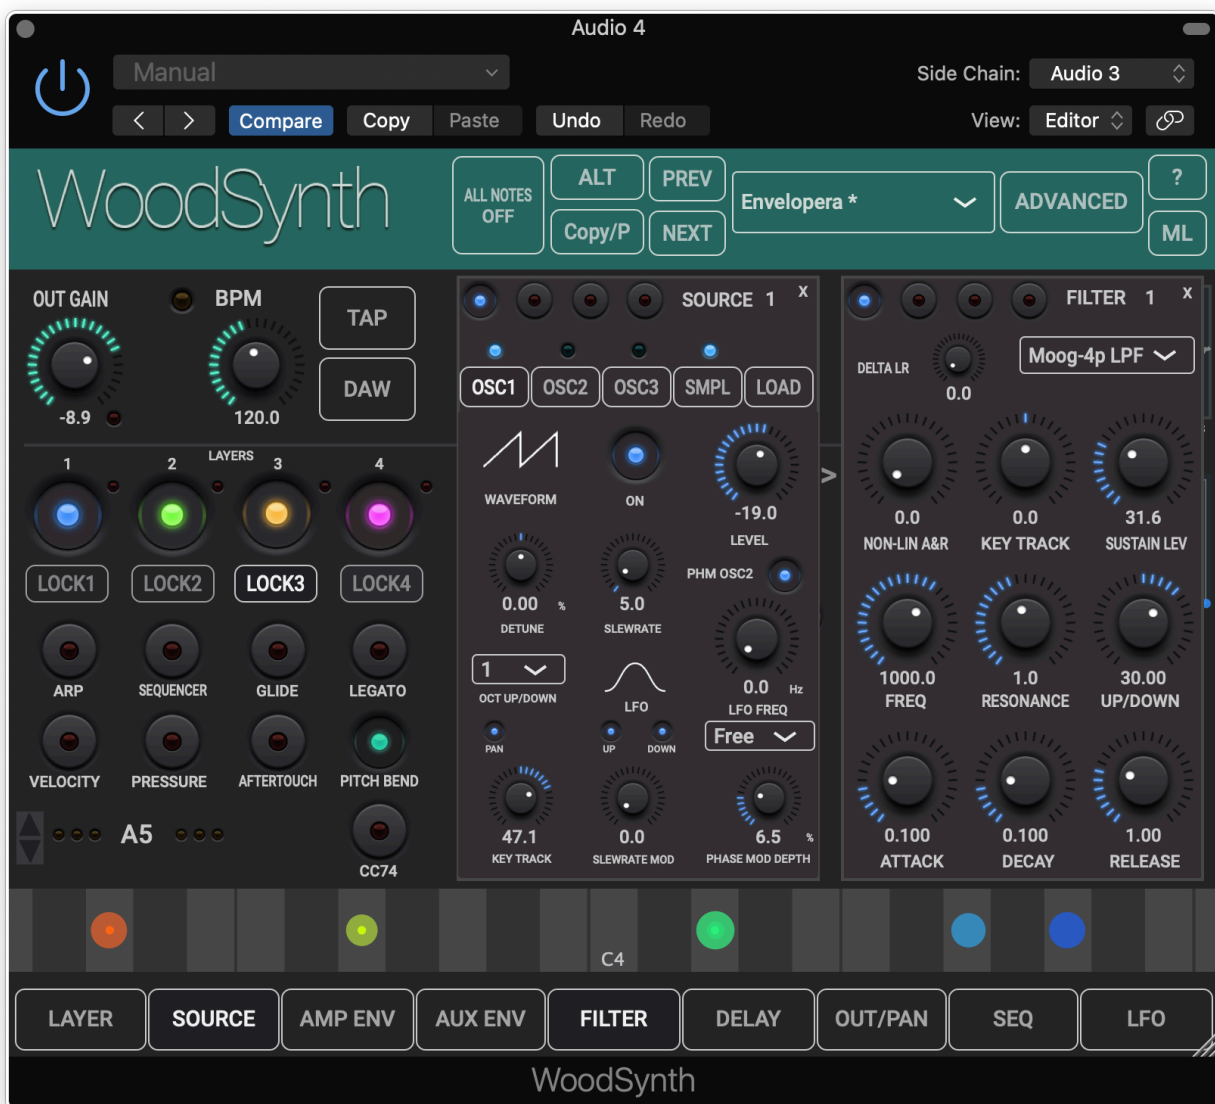 Audio 4
Manual
Side Chain: Audio 3
Compare Copy Paste Undo Redo
View: Editor
WoodSynth
ALL NOTES OFF
ALT
Copy/P
PREV
NEXT
Envelopera *
ADVANCED
?
ML
OUT GAIN
-8.9
BPM
120.0
TAP
DAW
LAYERS
1 2 3 4
LOCK1 LOCK2 LOCK3 LOCK4
ARP SEQUENCER GLIDE LEGATO
VELOCITY PRESSURE AFTERTOUCH PITCH BEND
A5
CC74
SOURCE 1 X
OSC1 OSC2 OSC3 SMPL LOAD
WAVEFORM
ON
-19.0
LEVEL
0.00 %
DETUNE
5.0
SLEWRATE
PHM OSC2
1
OCT UP/DOWN
LFO
0.0 Hz
LFO FREQ
PAN
UP DOWN
Free
47.1
KEY TRACK
0.0
SLEWRATE MOD
6.5 %
PHASE MOD DEPTH
>
FILTER 1 X
DELTA LR
0.0
Moog-4p LPF
0.0
NON-LIN A&R
0.0
KEY TRACK
31.6
SUSTAIN LEV
1000.0
FREQ
1.0
RESONANCE
30.00
UP/DOWN
0.100
ATTACK
0.100
DECAY
1.00
RELEASE
C4
LAYER SOURCE AMP ENV AUX ENV FILTER DELAY OUT/PAN SEQ LFO
WoodSynth